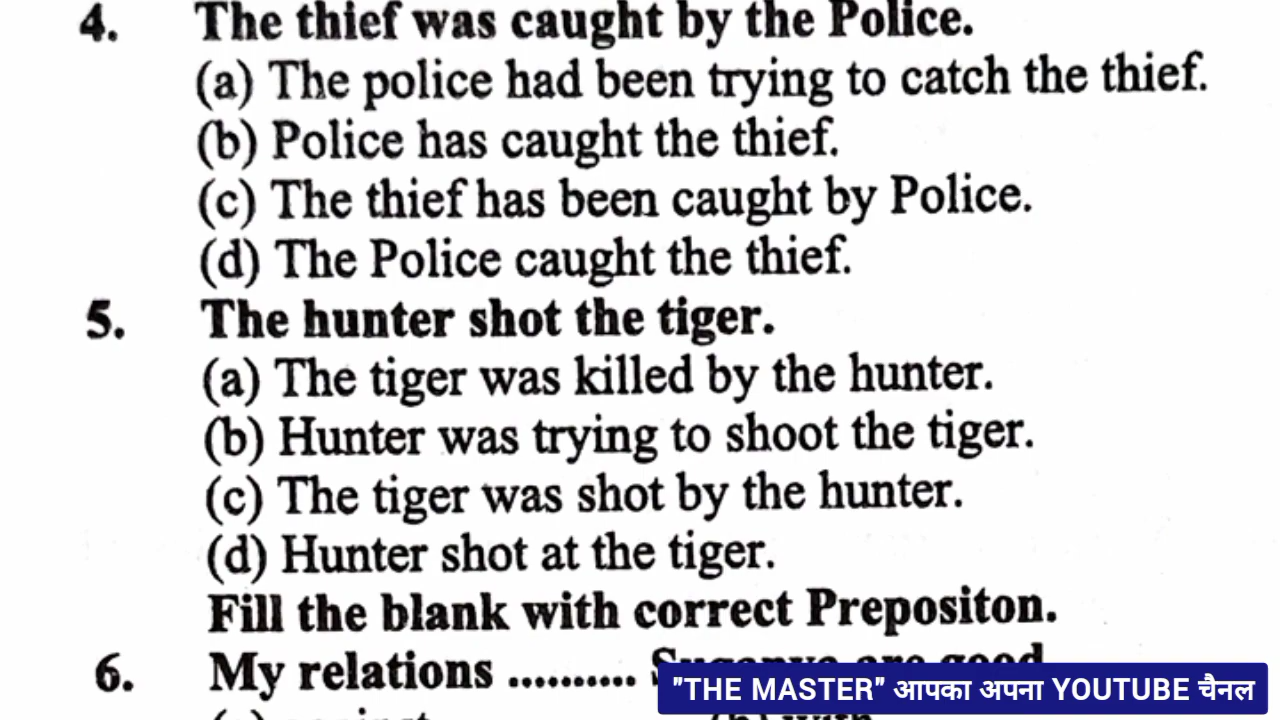 4. The thief was caught by the Police.
(a) The police had been trying to catch the thief.
(b) Police has caught the thief.
(c) The thief has been caught by Police.
(d) The Police caught the thief.
5. The hunter shot the tiger.
(a) The tiger was killed by the hunter.
(b) Hunter was trying to shoot the tiger.
(c) The tiger was shot by the hunter.
(d) Hunter shot at the tiger.
Fill the blank with correct Prepositon.
6. My relations .......... are good
"THE MASTER" आपका अपना YOUTUBE चैनल